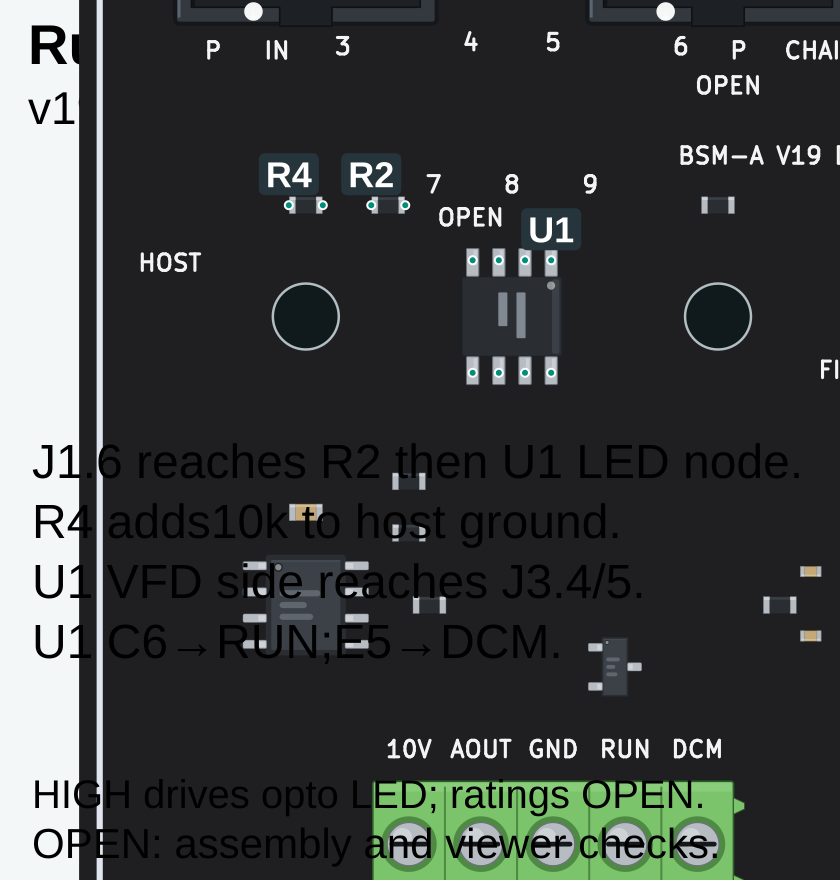 P IN 3 4 5 6 P CHAI
OPEN
v1
BSM-A V19
R4 R2 7 8 9
OPEN U1
HOST
J1.6 reaches R2 then U1 LED node.
R4 adds10k to host ground.
U1 VFD side reaches J3.4/5.
U1 C6→RUN;E5→DCM.
10V AOUT GND RUN DCM
HIGH drives opto LED; ratings OPEN.
OPEN: assembly and viewer checks.